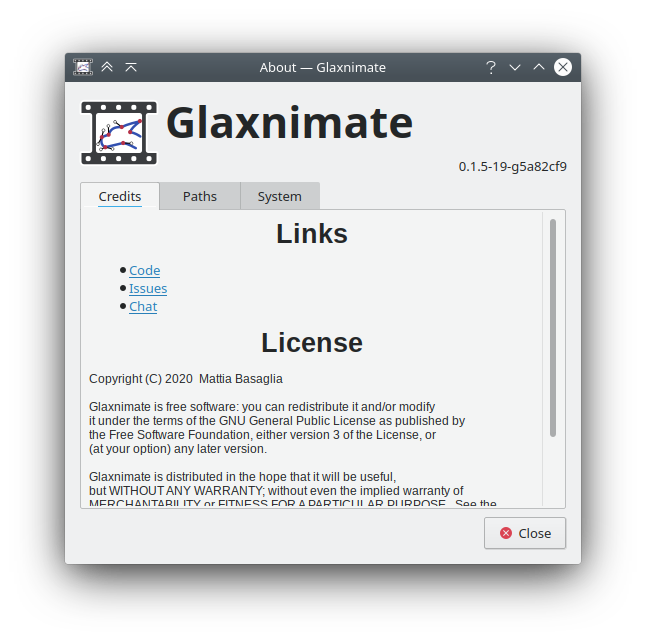 About — Glaxnimate
Glaxnimate
0.1.5-19-g5a82cf9
Credits Paths System
Links
Code
Issues
Chat
License
Copyright (C) 2020 Mattia Basaglia
Glaxnimate is free software: you can redistribute it and/or modify
it under the terms of the GNU General Public License as published by
the Free Software Foundation, either version 3 of the License, or
(at your option) any later version.
Glaxnimate is distributed in the hope that it will be useful,
but WITHOUT ANY WARRANTY; without even the implied warranty of
MERCHANTABILITY or FITNESS FOR A PARTICULAR PURPOSE. See the
Close